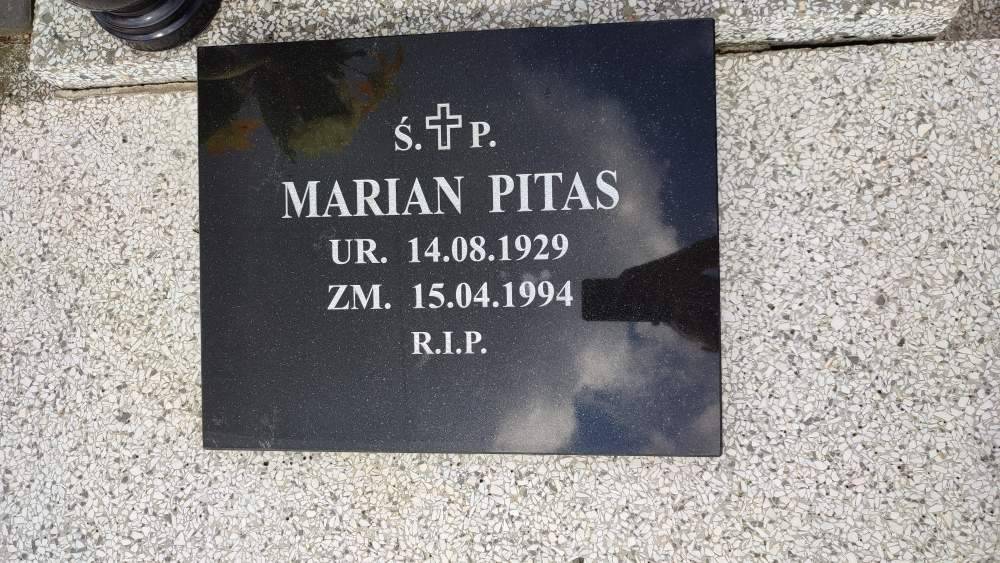 Ś. P.
MARIAN PITAS
UR. 14.08.1929
ZM. 15.04.1994
R.I.P.